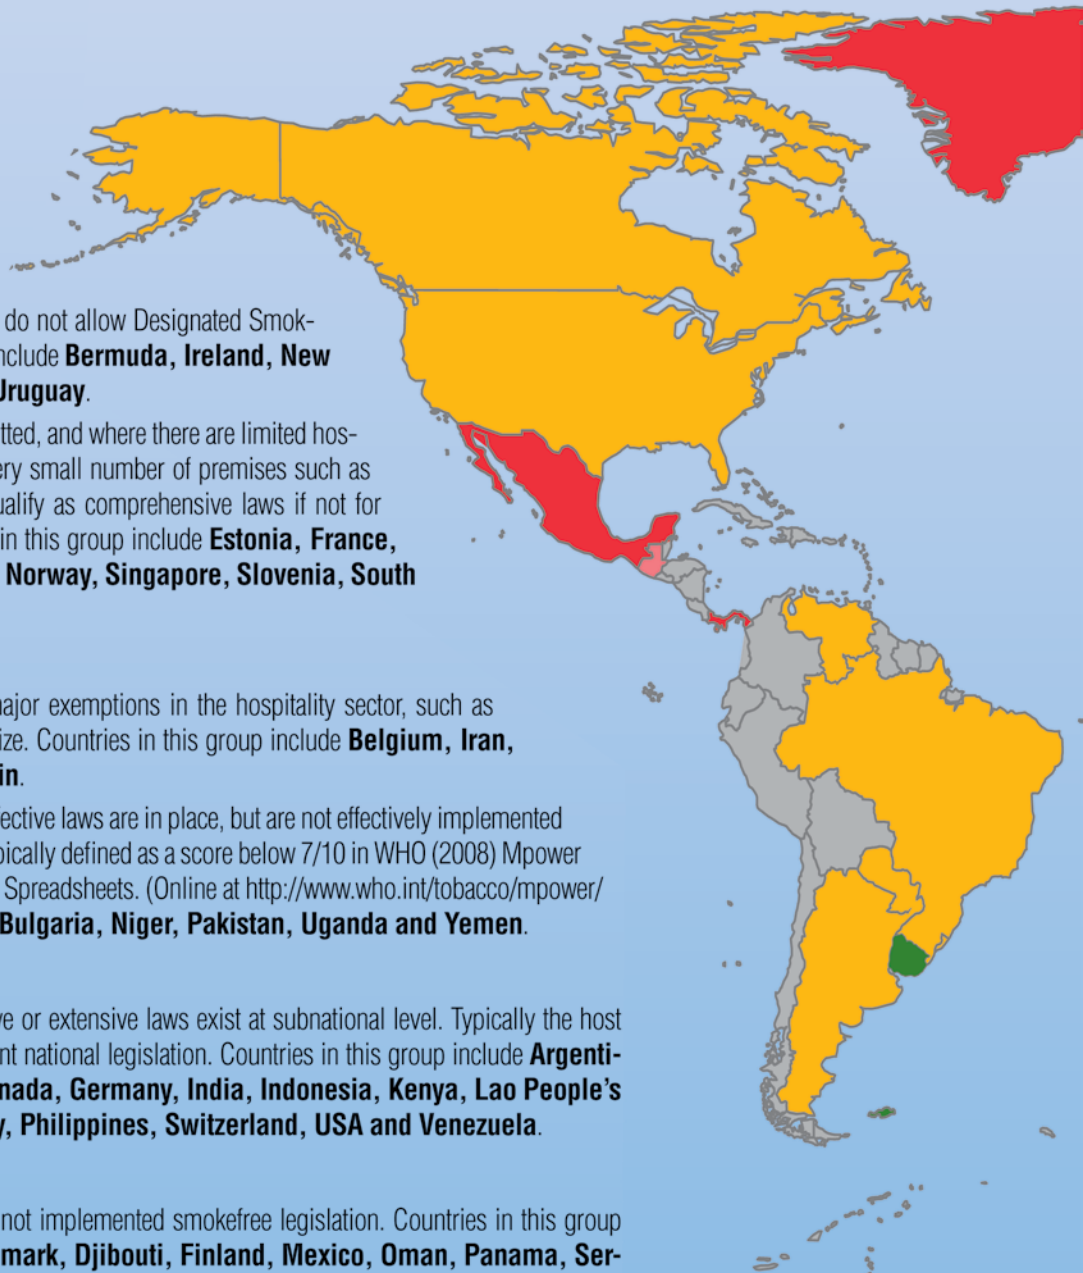 do not allow Designated Smok-
nclude Bermuda, Ireland, New
Uruguay.
tted, and where there are limited hos-
ery small number of premises such as
ualify as comprehensive laws if not for
in this group include Estonia, France,
Norway, Singapore, Slovenia, South
najor exemptions in the hospitality sector, such as
ize. Countries in this group include Belgium, Iran,
in.
fective laws are in place, but are not effectively implemented
pically defined as a score below 7/10 in WHO (2008) Mpower
Spreadsheets. (Online at http://www.who.int/tobacco/mpower/
Bulgaria, Niger, Pakistan, Uganda and Yemen.
ve or extensive laws exist at subnational level. Typically the host
nt national legislation. Countries in this group include Argenti-
nada, Germany, India, Indonesia, Kenya, Lao People's
y, Philippines, Switzerland, USA and Venezuela.
not implemented smokefree legislation. Countries in this group
mark, Djibouti, Finland, Mexico, Oman, Panama, Ser-